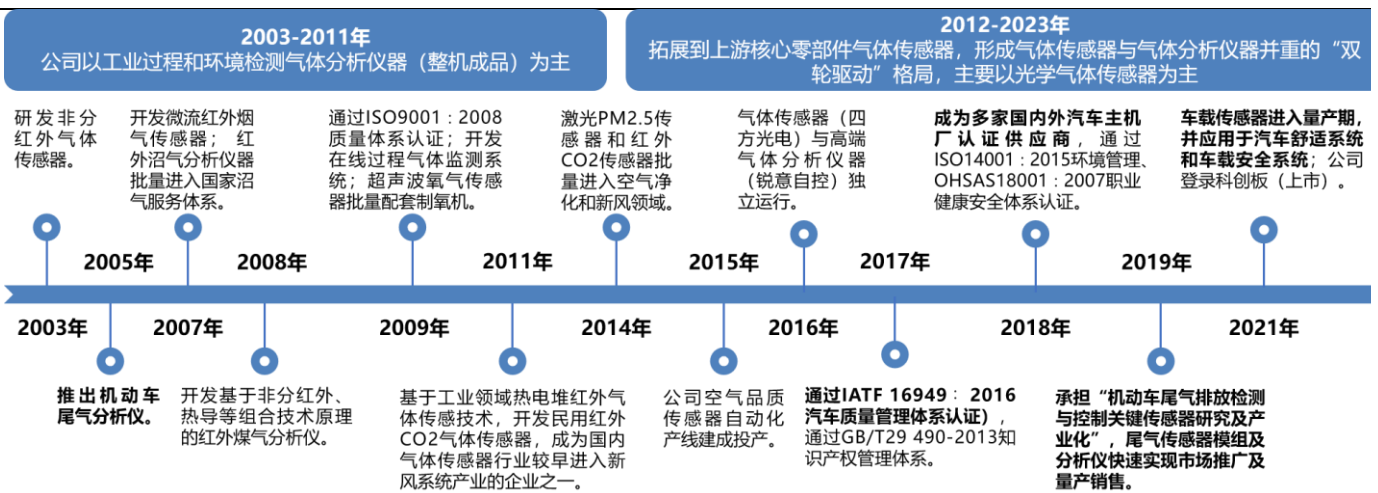 2003-2011年
公司以工业过程和环境检测气体分析仪器（整机成品）为主
2012-2023年
拓展到上游核心零部件气体传感器，形成气体传感器与气体分析仪器并重的“双
轮驱动”格局，主要以光学气体传感器为主
研发非分
红外气体
传感器。
开发微流红外烟
气传感器； 红
外沼气分析仪器
批量进入国家沼
气服务体系。
通过ISO9001：2008
质量体系认证；开发
在线过程气体监测系
统；超声波氧气传感
器批量配套制氧机。
激光PM2.5传
感器和红外
CO2传感器批
量进入空气净
化和新风领域。
气体传感器（四
方光电）与高端
气体分析仪器
（锐意自控）独
立运行。
成为多家国内外汽车主机
厂认证供应商，通过
ISO14001：2015环境管理、
OHSAS18001：2007职业
健康安全体系认证。
车载传感器进入量产期，
并应用于汽车舒适系统
和车载安全系统；公司
登录科创板（上市）。
2005年
2008年
2011年
2015年
2017年
2019年
2003年
2007年
2009年
2014年
2016年
2018年
2021年
推出机动车
尾气分析仪。
开发基于非分红外、
热导等组合技术原理
的红外煤气分析仪。
基于工业领域热电堆红外气
体传感技术，开发民用红外
CO2气体传感器，成为国内
气体传感器行业较早进入新
风系统产业的企业之一。
公司空气品质
传感器自动化
产线建成投产。
通过IATF 16949：2016
汽车质量管理体系认证），
通过GB/T29 490-2013知
识产权管理体系。
承担“机动车尾气排放检测
与控制关键传感器研究及产
业化”，尾气传感器模组及
分析仪快速实现市场推广及
量产销售。